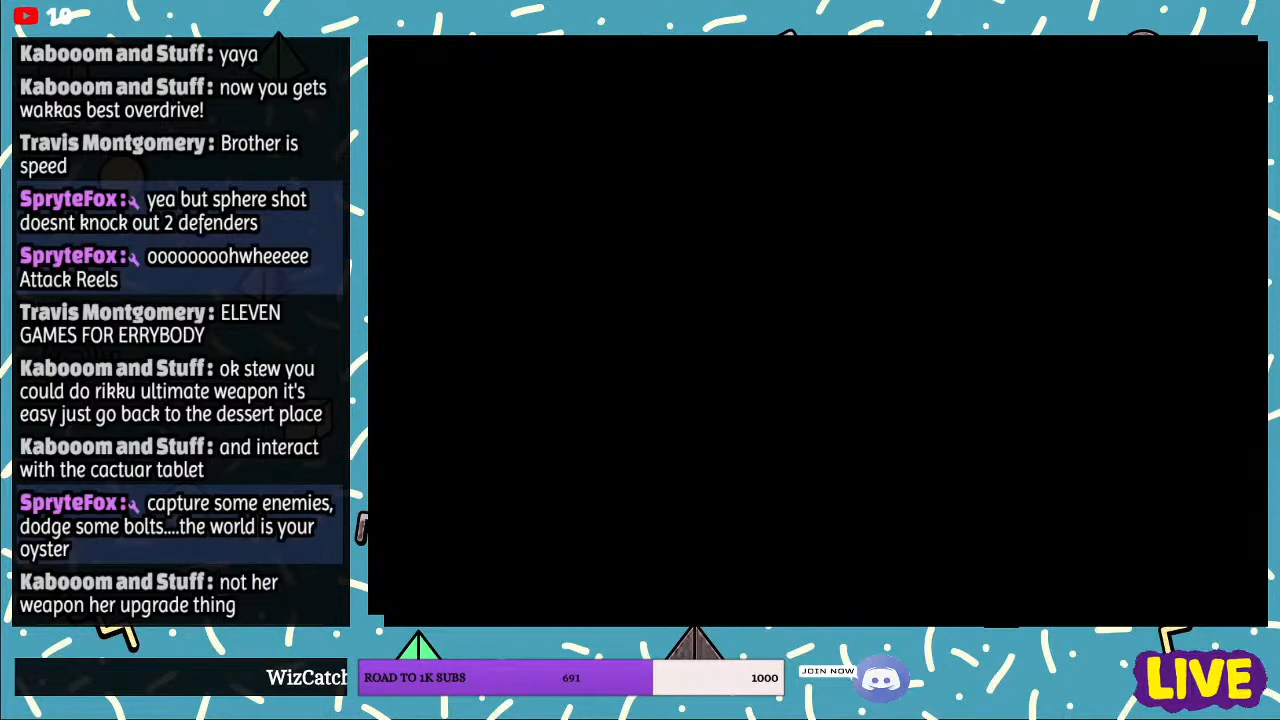 10
Kabooom and Stuff: yaya
Kabooom and Stuff: now you gets
wakkas best overdrive!
Travis Montgomery: Brother is
speed
SpryteFox: yea but sphere shot
doesnt knock out 2 defenders
SpryteFox: oooooooohwheeeee
Attack Reels
Travis Montgomery: ELEVEN
GAMES FOR ERRYBODY
Kabooom and Stuff: ok stew you
could do rikku ultimate weapon it's
easy just go back to the dessert place
Kabooom and Stuff: and interact
with the cactuar tablet
SpryteFox: capture some enemies,
dodge some bolts....the world is your
oyster
Kabooom and Stuff: not her
weapon her upgrade thing
WizCatch
ROAD TO 1K SUBS 691 1000
JOIN NOW
LIVE